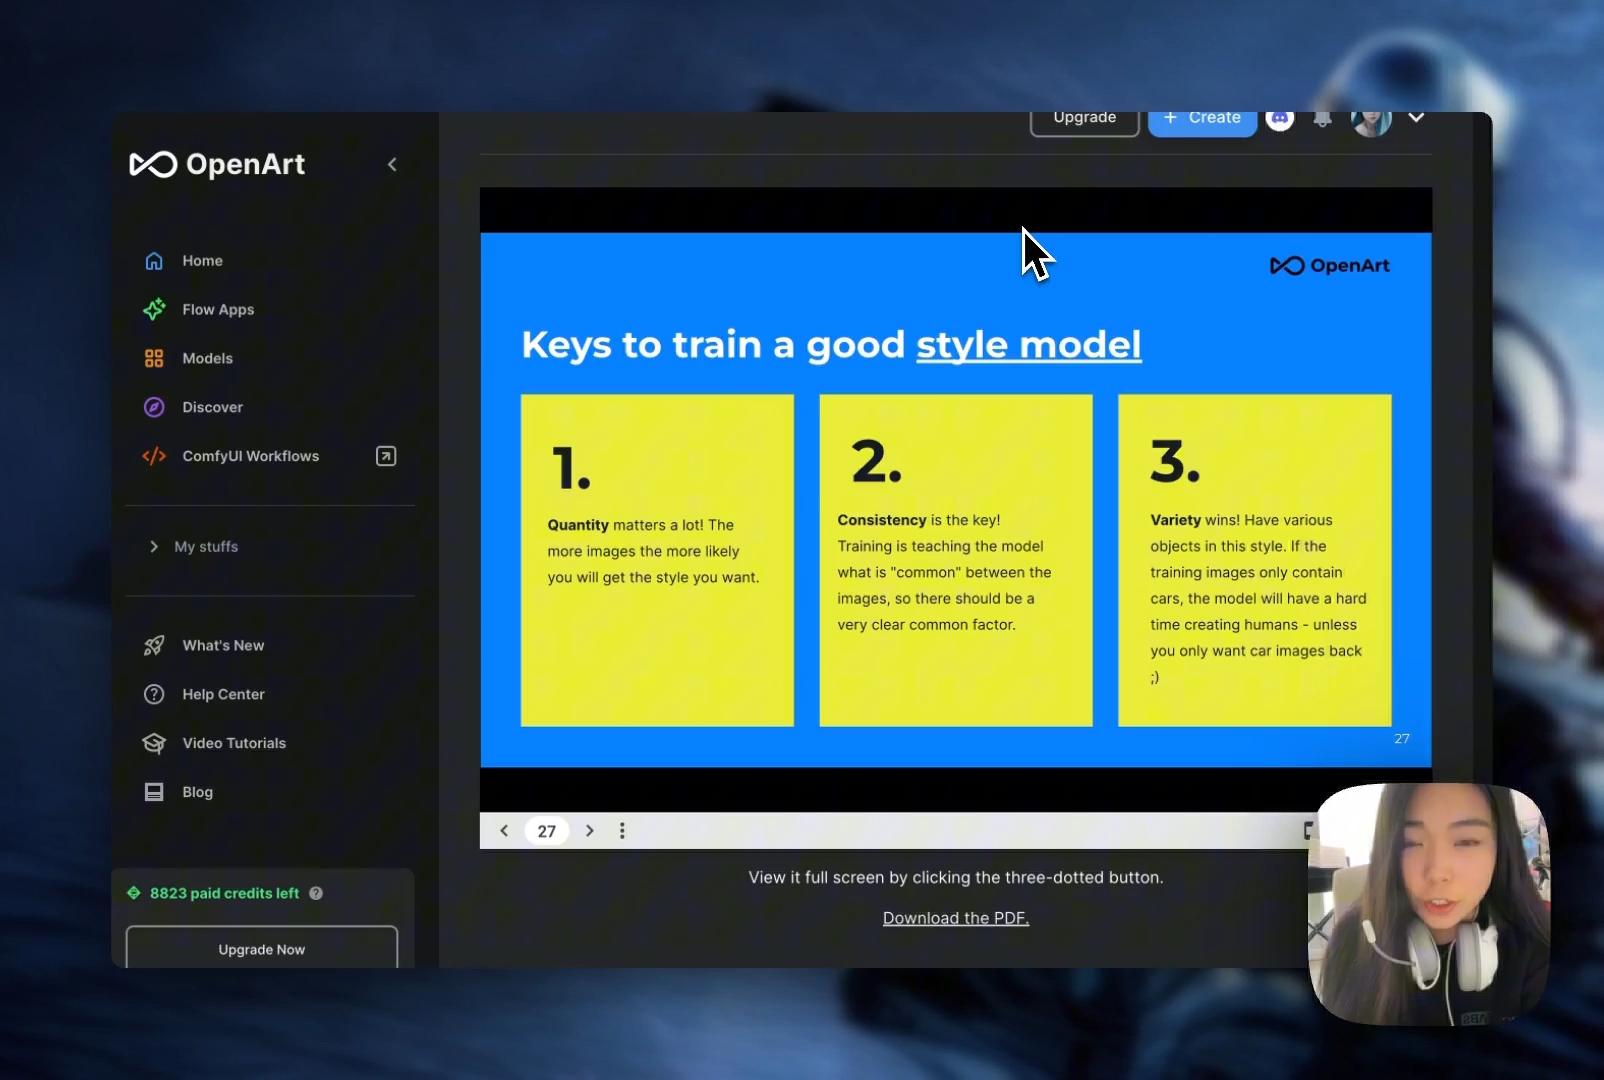 OpenArt
Home
Flow Apps
Models
Discover
ComfyUI Workflows
My stuffs
What's New
Help Center
Video Tutorials
Blog
8823 paid credits left
Upgrade Now
Upgrade
+ Create
OpenArt
Keys to train a good style model
1.
Quantity matters a lot! The
more images the more likely
you will get the style you want.
2.
Consistency is the key!
Training is teaching the model
what is "common" between the
images, so there should be a
very clear common factor.
3.
Variety wins! Have various
objects in this style. If the
training images only contain
cars, the model will have a hard
time creating humans - unless
you only want car images back
;)
27
27
View it full screen by clicking the three-dotted button.
Download the PDF.